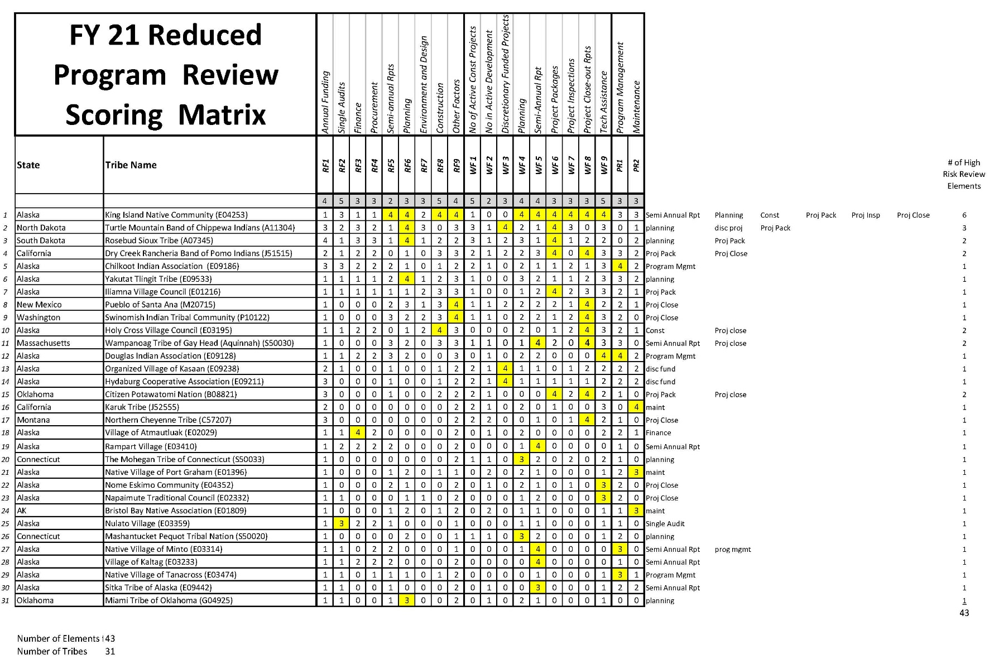 FY 21 Reduced
Program Review
Scoring Matrix
Annual Funding
Single Audits
Finance
Procurement
Semi-annual Rpts
Planning
Environment and Design
Construction
Other Factors
No of Active Const Projects
No in Active Development
Discretionary Funded Projects
Planning
Semi-Annual Rpt
Project Packages
Project Inspections
Project Close-out Rpts
Tech Assistance
Program Management
Maintenance
State Tribe Name RF1 RF2 RF3 RF4 RF5 RF6 RF7 RF8 RF9 WF 1 WF 2 WF 3 WF 4 WF 5 WF 6 WF 7 WF 8 WF 9 PR1 PR2
# of High
Risk Review
Elements
4 5 3 3 2 3 3 5 4 5 2 3 4 4 3 3 3 5 3 3
1 Alaska King Island Native Community (E04253) 1 3 1 1 4 4 2 4 4 1 0 0 4 4 4 4 4 4 3 3 Semi Annual Rpt Planning Const Proj Pack Proj Insp Proj Close 6
2 North Dakota Turtle Mountain Band of Chippewa Indians (A11304) 3 2 3 2 1 4 3 0 3 3 1 4 2 1 4 3 0 3 0 1 planning disc proj Proj Pack 3
3 South Dakota Rosebud Sioux Tribe (A07345) 4 1 3 3 1 4 1 2 2 3 1 2 3 1 4 1 2 2 0 2 planning Proj Pack 2
4 California Dry Creek Rancheria Band of Pomo Indians (J51515) 2 1 2 2 0 1 0 3 3 2 1 2 2 3 4 0 4 3 3 2 Proj Pack Proj Close 2
5 Alaska Chilkoot Indian Association (E09186) 3 3 2 2 2 1 0 1 2 2 1 0 2 1 1 2 1 3 4 2 Program Mgmt 1
6 Alaska Yakutat Tlingit Tribe (E09533) 1 1 1 1 2 4 1 2 3 1 0 0 3 2 1 1 2 3 3 2 planning 1
7 Alaska Iliamna Village Council (E01216) 1 1 1 1 1 1 2 3 3 1 0 0 1 2 4 2 3 3 2 1 Proj Pack 1
8 New Mexico Pueblo of Santa Ana (M20715) 1 0 0 0 2 3 1 3 4 1 1 2 2 2 2 1 4 2 2 1 Proj Close 1
9 Washington Swinomish Indian Tribal Community (P10122) 1 0 0 0 3 2 2 3 4 1 1 0 2 2 1 2 4 3 2 0 Proj Close 1
10 Alaska Holy Cross Village Council (E03195) 1 1 2 2 0 1 2 4 3 0 0 0 2 0 1 2 4 3 2 1 Const Proj close 2
11 Massachusetts Wampanoag Tribe of Gay Head (Aquinnah) (S50030) 1 0 0 0 3 2 0 3 3 1 1 0 1 4 2 0 4 3 3 0 Semi Annual Rpt Proj close 2
12 Alaska Douglas Indian Association (E09128) 1 1 2 2 3 2 0 0 3 0 1 0 2 2 0 0 0 4 4 2 Program Mgmt 1
13 Alaska Organized Village of Kasaan (E09238) 2 1 0 0 1 0 0 1 2 2 1 4 1 1 0 1 2 2 2 2 disc fund 1
14 Alaska Hydaburg Cooperative Association (E09211) 3 0 0 0 1 0 0 1 2 2 1 4 1 1 1 1 1 2 2 2 disc fund 1
15 Oklahoma Citizen Potawatomi Nation (B08821) 3 0 0 0 1 0 0 2 2 2 1 0 0 0 4 2 4 2 1 0 Proj Pack Proj close 2
16 California Karuk Tribe (J52555) 2 0 0 0 0 0 0 0 2 2 1 0 2 0 1 0 0 3 0 4 maint 1
17 Montana Northern Cheyenne Tribe (C57207) 3 0 0 0 0 0 0 0 2 2 2 0 0 1 0 1 4 2 1 0 Proj Close 1
18 Alaska Village of Atmautluak (E02029) 1 1 4 2 0 0 0 0 2 0 1 0 2 0 0 0 0 2 2 1 Finance 1
19 Alaska Rampart Village (E03410) 1 2 2 2 2 0 0 0 2 0 0 0 1 4 0 0 0 0 1 0 Semi Annual Rpt 1
20 Connecticut The Mohegan Tribe of Connecticut (S50033) 1 0 0 0 0 0 0 0 2 1 1 0 3 2 0 2 0 2 1 0 planning 1
21 Alaska Native Village of Port Graham (E01396) 1 0 0 0 1 2 0 1 1 0 2 0 2 1 0 0 0 1 2 3 maint 1
22 Alaska Nome Eskimo Community (E04352) 1 0 0 0 2 1 0 0 2 0 1 0 2 1 0 1 0 3 2 0 Proj Close 1
23 Alaska Napaimute Traditional Council (E02332) 1 1 0 0 0 1 1 0 2 0 0 0 1 2 0 0 0 3 2 0 Proj Close 1
24 AK Bristol Bay Native Association (E01809) 1 0 0 0 1 2 0 1 2 0 2 0 1 1 0 0 0 1 1 3 maint 1
25 Alaska Nulato Village (E03359) 1 3 2 2 1 0 0 0 1 0 0 0 1 1 0 0 0 1 1 0 Single Audit 1
26 Connecticut Mashantucket Pequot Tribal Nation (S50020) 1 0 0 0 0 2 0 0 1 1 1 0 3 2 0 0 0 1 2 0 planning 1
27 Alaska Native Village of Minto (E03314) 1 1 0 2 2 0 0 0 1 0 0 0 1 4 0 0 0 0 3 0 Semi Annual Rpt prog mgmt 1
28 Alaska Village of Kaltag (E03233) 1 1 2 2 2 0 0 0 2 0 0 0 0 4 0 0 0 0 1 0 Semi Annual Rpt 1
29 Alaska Native Village of Tanacross (E03474) 1 1 0 1 1 1 0 1 2 0 0 0 0 1 0 0 0 1 3 1 Program Mgmt 1
30 Alaska Sitka Tribe of Alaska (E09442) 1 1 0 0 1 0 0 0 2 0 1 0 0 3 0 0 0 1 2 2 Semi Annual Rpt 1
31 Oklahoma Miami Tribe of Oklahoma (G04925) 1 1 0 0 1 3 0 0 2 0 1 0 2 1 0 0 0 1 0 0 planning 1
43
Number of Elements 43
Number of Tribes 31